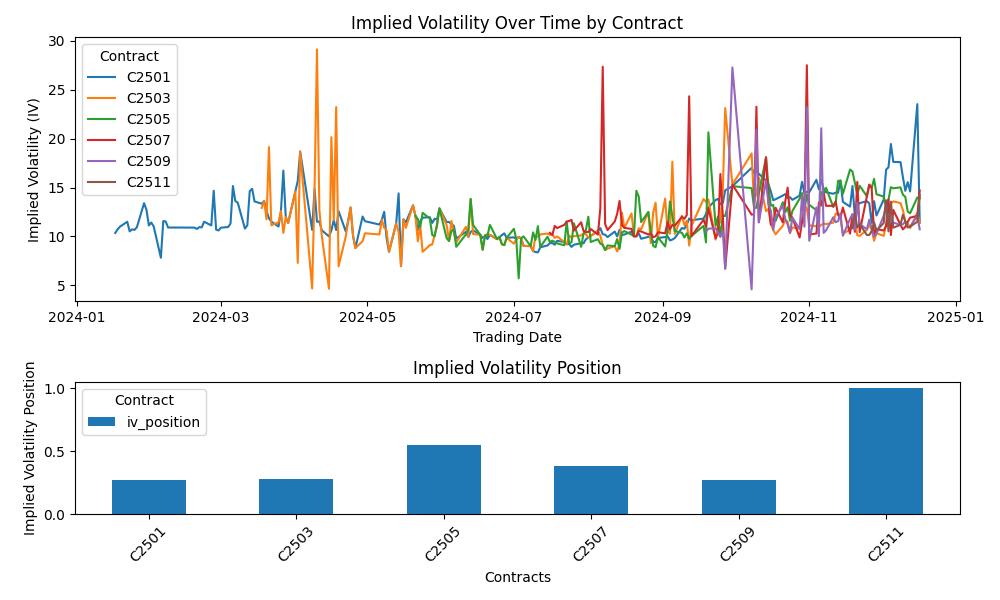 Implied Volatility Over Time by Contract
Implied Volatility (IV)
30
25
20
15
10
5
Contract
C2501
C2503
C2505
C2507
C2509
C2511
2024-01
2024-03
2024-05
2024-07
2024-09
2024-11
2025-01
Trading Date
Implied Volatility Position
Implied Volatility Position
1.0
0.5
0.0
Contract
iv_position
C2501
C2503
C2505
C2507
C2509
C2511
Contracts